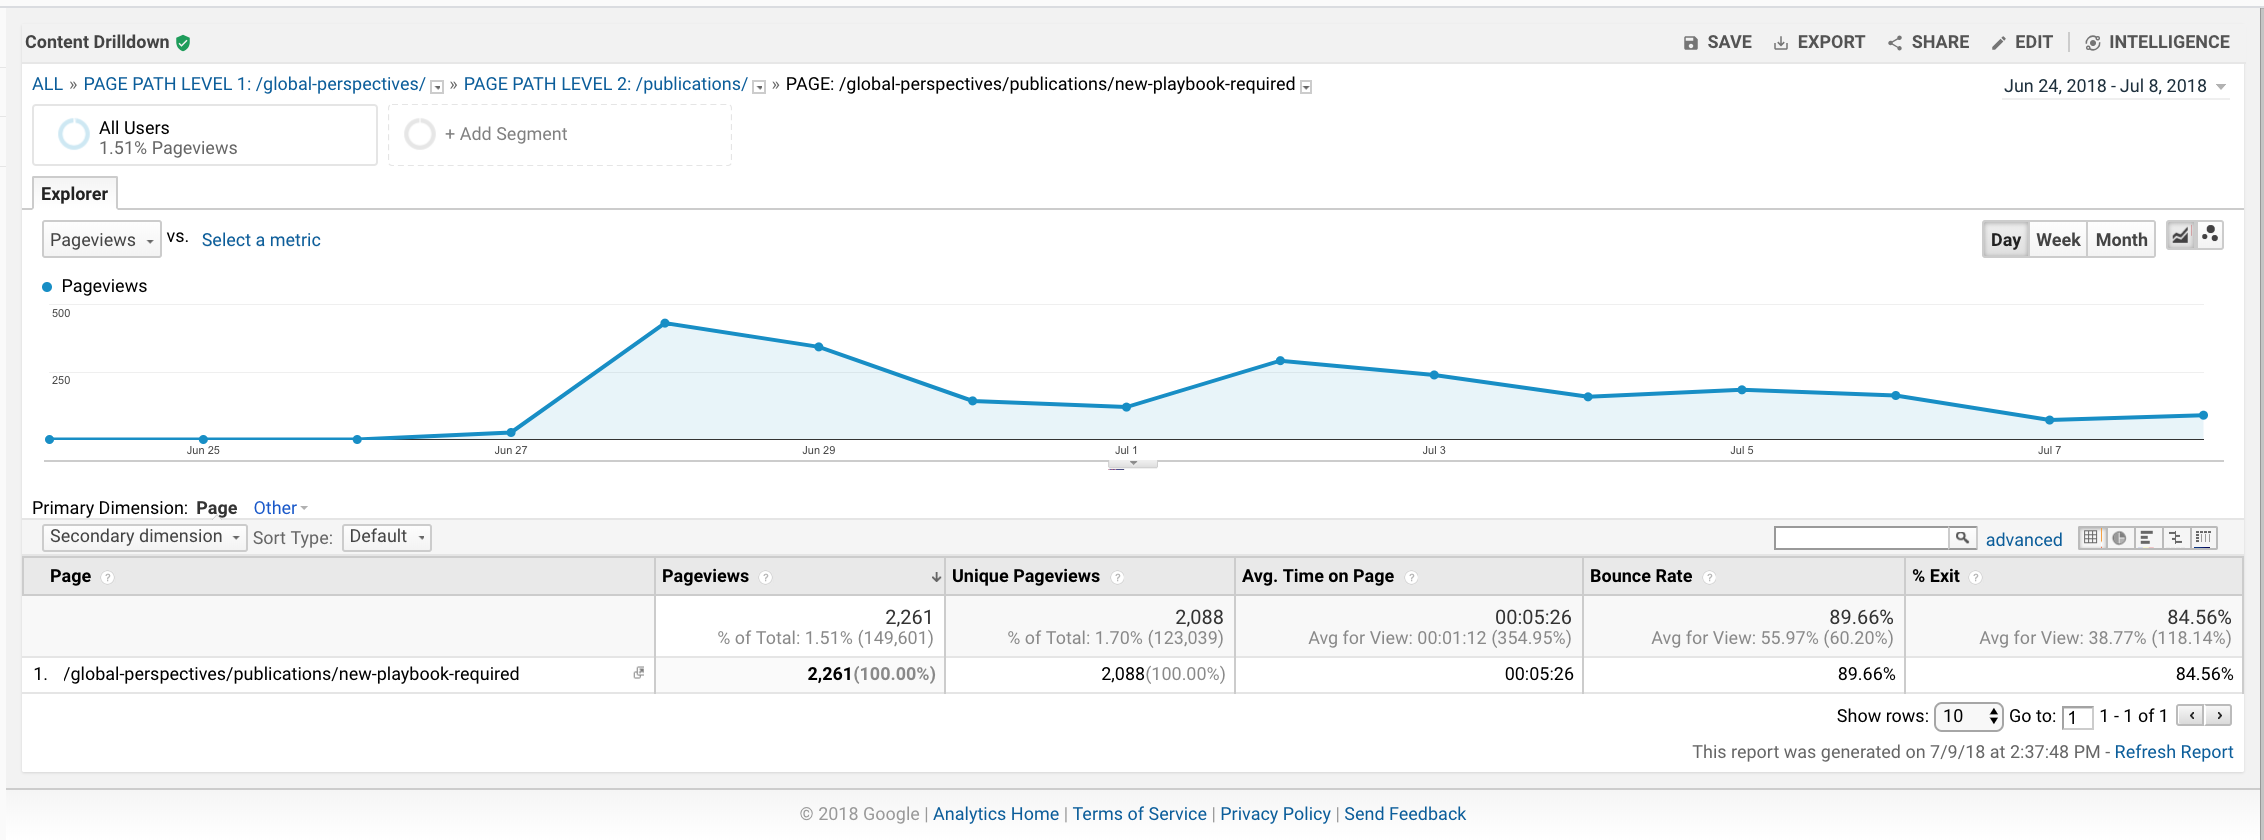 Content Drilldown
SAVE EXPORT SHARE EDIT INTELLIGENCE
ALL » PAGE PATH LEVEL 1: /global-perspectives/ » PAGE PATH LEVEL 2: /publications/ » PAGE: /global-perspectives/publications/new-playbook-required
Jun 24, 2018 - Jul 8, 2018
All Users
1.51% Pageviews
+ Add Segment
Explorer
Pageviews vs. Select a metric
Day Week Month
Pageviews
500
250
Jun 25 Jun 27 Jun 29 Jul 1 Jul 3 Jul 5 Jul 7
Primary Dimension: Page Other
Secondary dimension Sort Type: Default
advanced
Page ? Pageviews ? Unique Pageviews ? Avg. Time on Page ? Bounce Rate ? % Exit ?
2,261 2,088 00:05:26 89.66% 84.56%
% of Total: 1.51% (149,601) % of Total: 1.70% (123,039) Avg for View: 00:01:12 (354.95%) Avg for View: 55.97% (60.20%) Avg for View: 38.77% (118.14%)
1. /global-perspectives/publications/new-playbook-required 2,261(100.00%) 2,088(100.00%) 00:05:26 89.66% 84.56%
Show rows: 10 Go to: 1 1 - 1 of 1
This report was generated on 7/9/18 at 2:37:48 PM - Refresh Report
© 2018 Google | Analytics Home | Terms of Service | Privacy Policy | Send Feedback